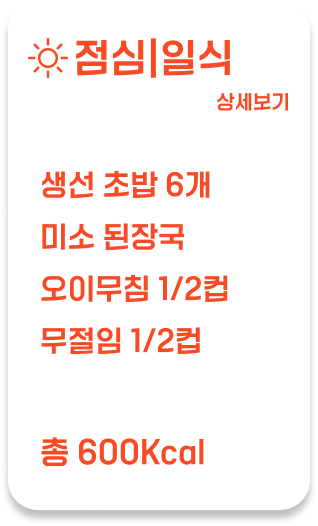 점심|일식
상세보기
생선 초밥 6개
미소 된장국
오이무침 1/2컵
무절임 1/2컵
총 600Kcal